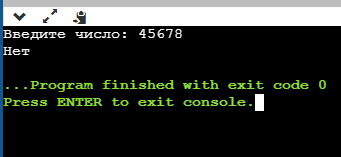 Введите число: 45678
Нет
...Program finished with exit code 0
Press ENTER to exit console.